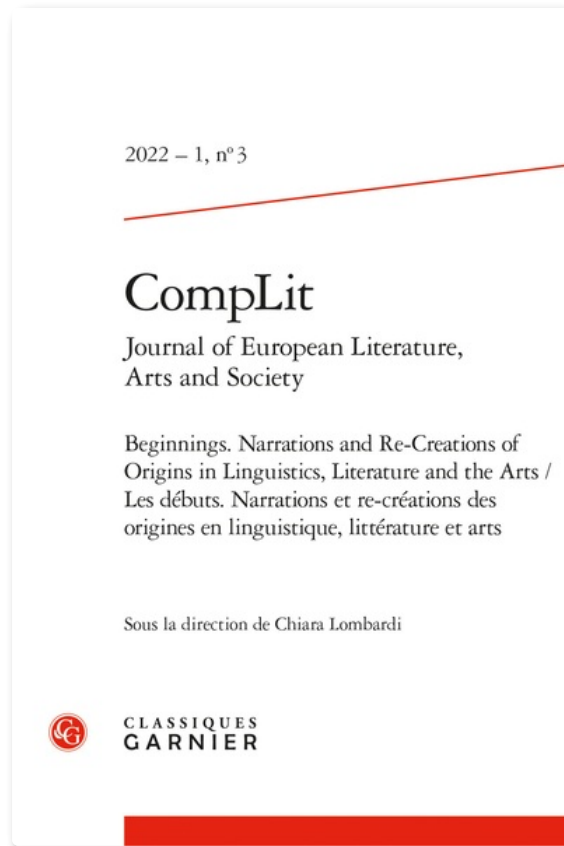 2022 – 1, nº 3
CompLit
Journal of European Literature,
Arts and Society
Beginnings. Narrations and Re-Creations of
Origins in Linguistics, Literature and the Arts /
Les débuts. Narrations et re-créations des
origines en linguistique, littérature et arts
Sous la direction de Chiara Lombardi
CG
CLASSIQUES
GARNIER